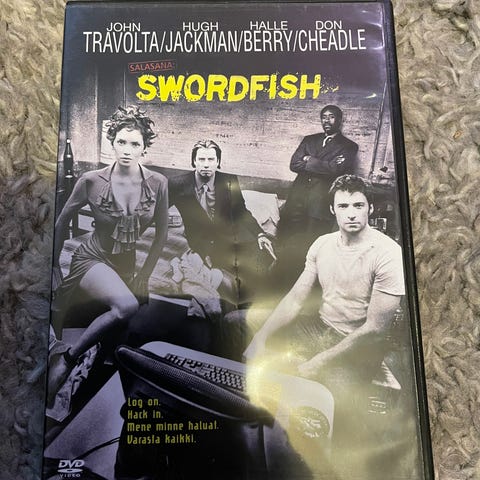 JOHN HUGH HALLE DON
TRAVOLTA/JACKMAN/BERRY/CHEADLE
SALASANA:
SWORDFISH
Log on.
Hack in.
Mene minne haluat.
Varasta kaikki.
DVD
VIDEO